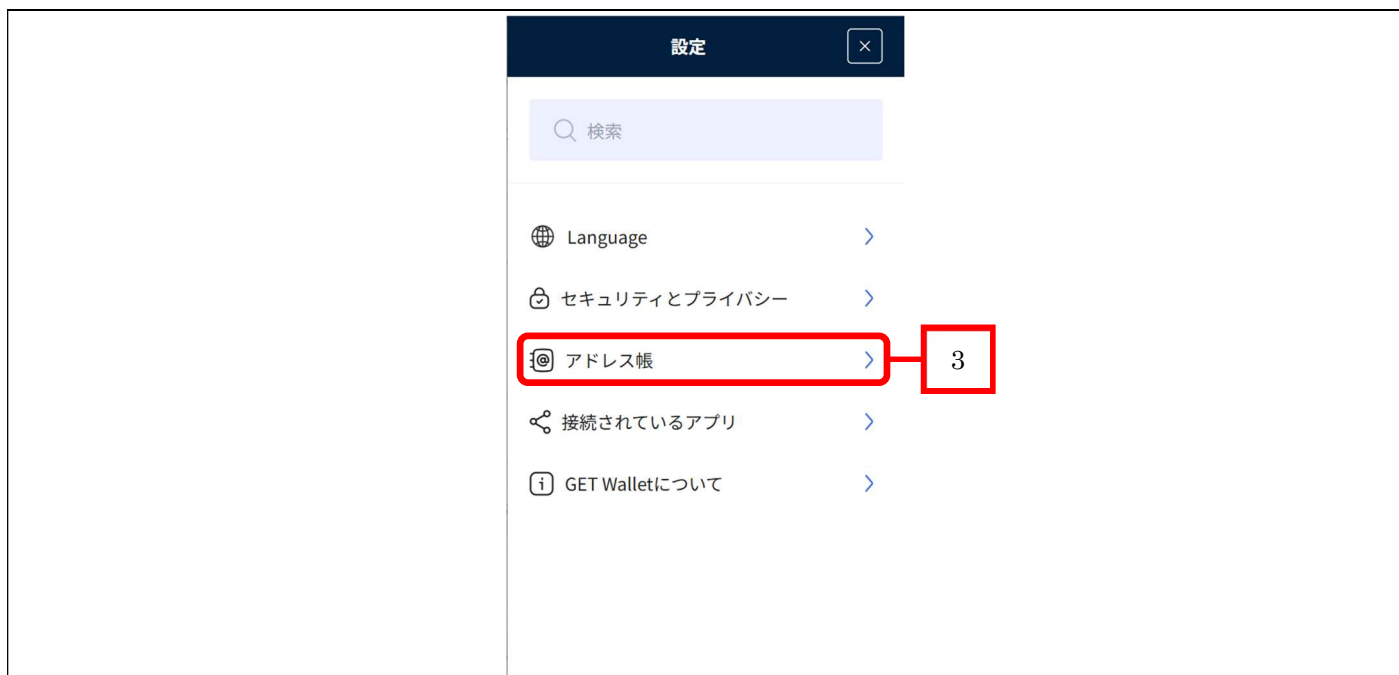 設定
検索
Language
セキュリティとプライバシー
アドレス帳
3
接続されているアプリ
GET Walletについて